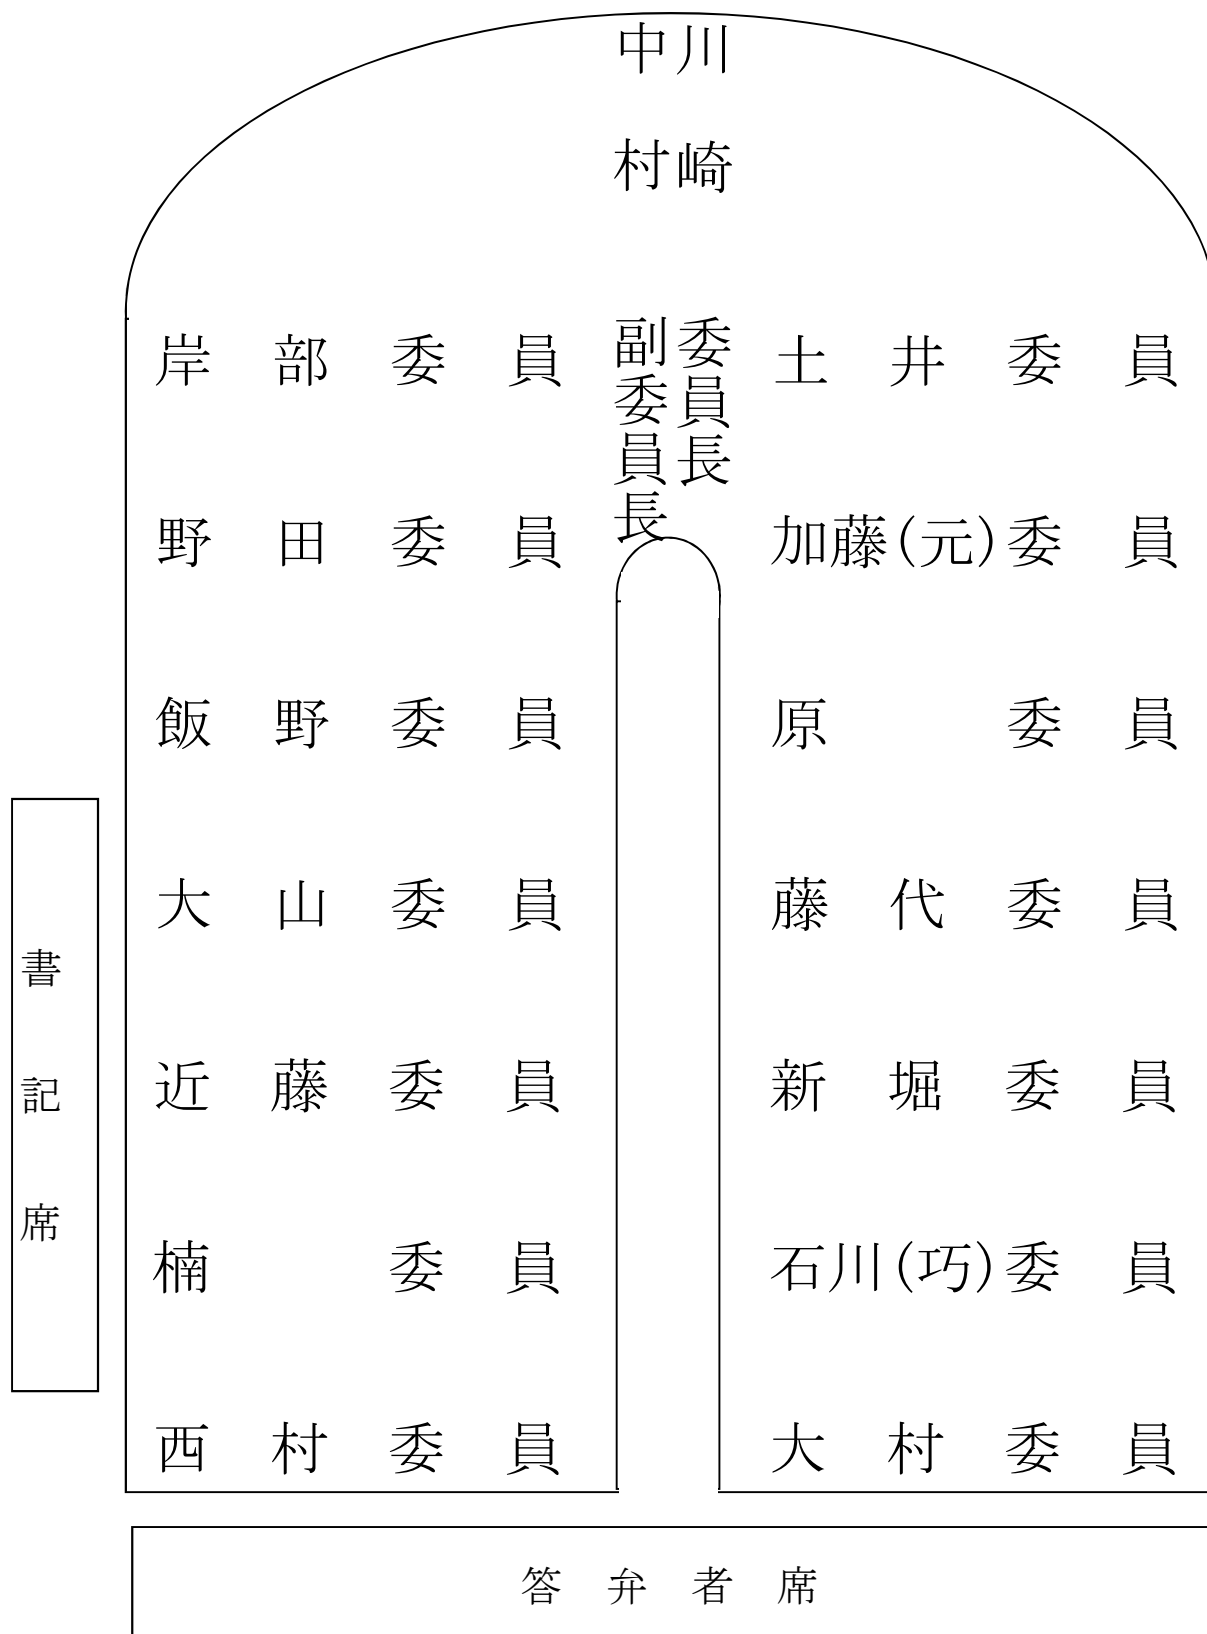 川崎委員長
中村副委員長
岸部委員
土井委員
野田委員
加藤(元)委員
飯野委員
原委員
大山委員
藤代委員
近藤委員
新堀委員
楠委員
石川(巧)委員
西村委員
大村委員
書記席
答弁者席